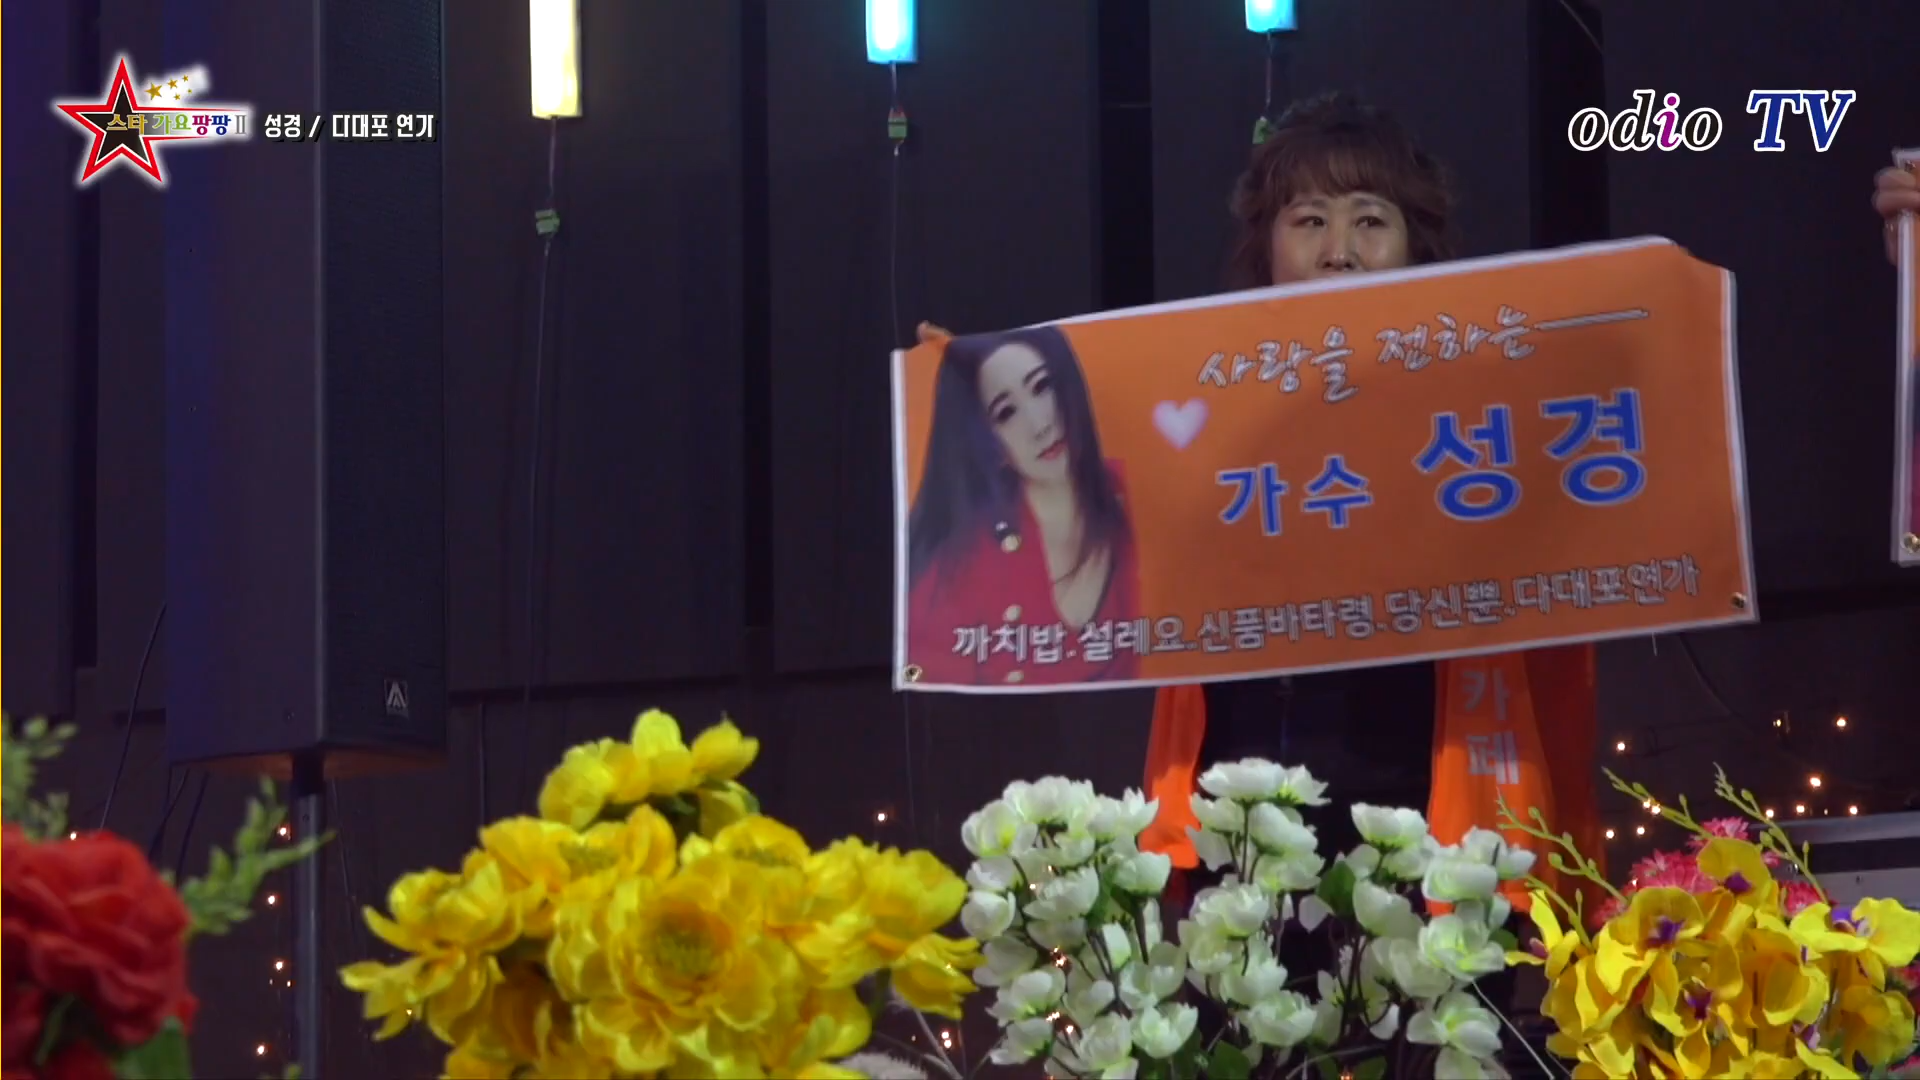 스타 가요팡팡 II 성경 / 다대포 연가
odio TV
사랑을 전하는
가수 성경
까치밥.설레요.신품바타령.당신뿐.다대포연가
카페